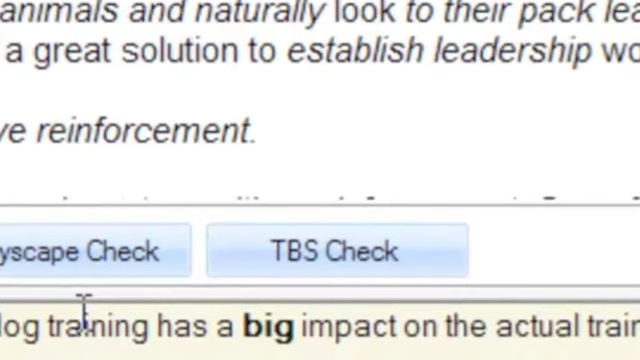 animals and naturally look to their pack lea
a great solution to establish leadership wo
ve reinforcement.
yscape Check TBS Check
log training has a big impact on the actual train